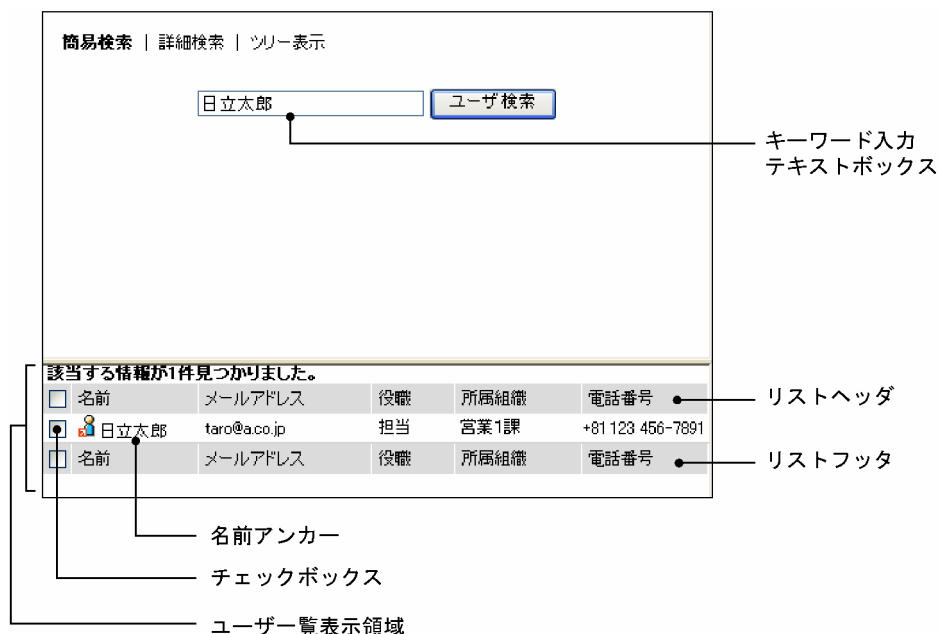 簡易検索 | 詳細検索 | ツリー表示
日立太郎 ユーザ検索
キーワード入力
テキストボックス
該当する情報が1件見つかりました。
名前 メールアドレス 役職 所属組織 電話番号
リストヘッダ
日立太郎 taro@a.co.jp 担当 営業1課 +81 123 456-7891
名前 メールアドレス 役職 所属組織 電話番号
リストフッタ
名前アンカー
チェックボックス
ユーザ一覧表示領域